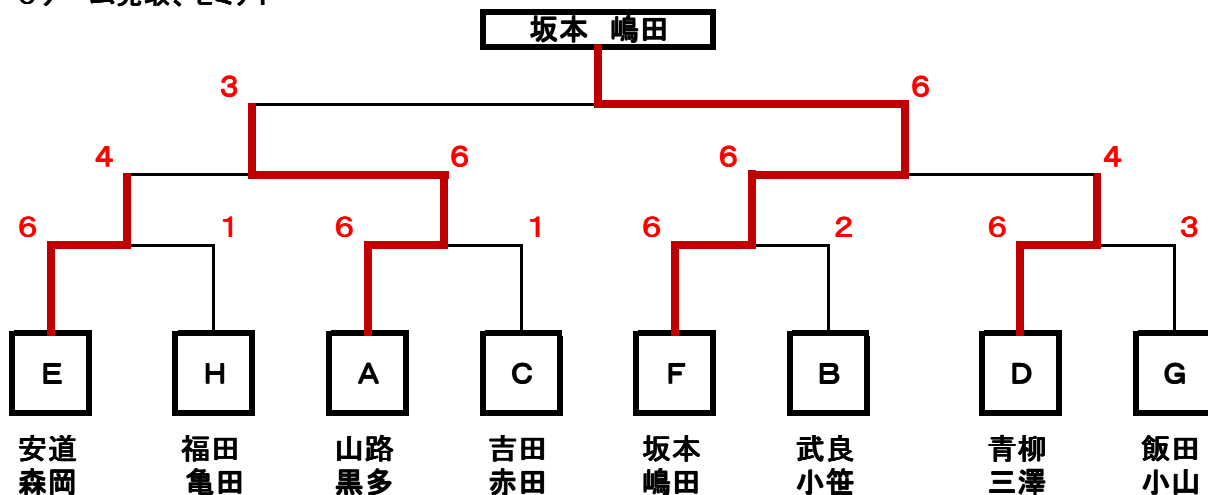 坂本 嶋田
3 6
4 6 6 4
6 1 6 1 6 2 6 3
E H A C F B D G
安道 福田 山路 吉田 坂本 武良 青柳 飯田
森岡 亀田 黒多 赤田 嶋田 小笹 三澤 小山